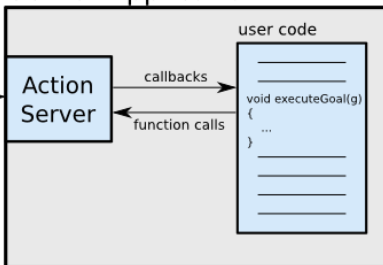 user code
Action
Server
callbacks
function calls
void executeGoal(g)
{
...
}